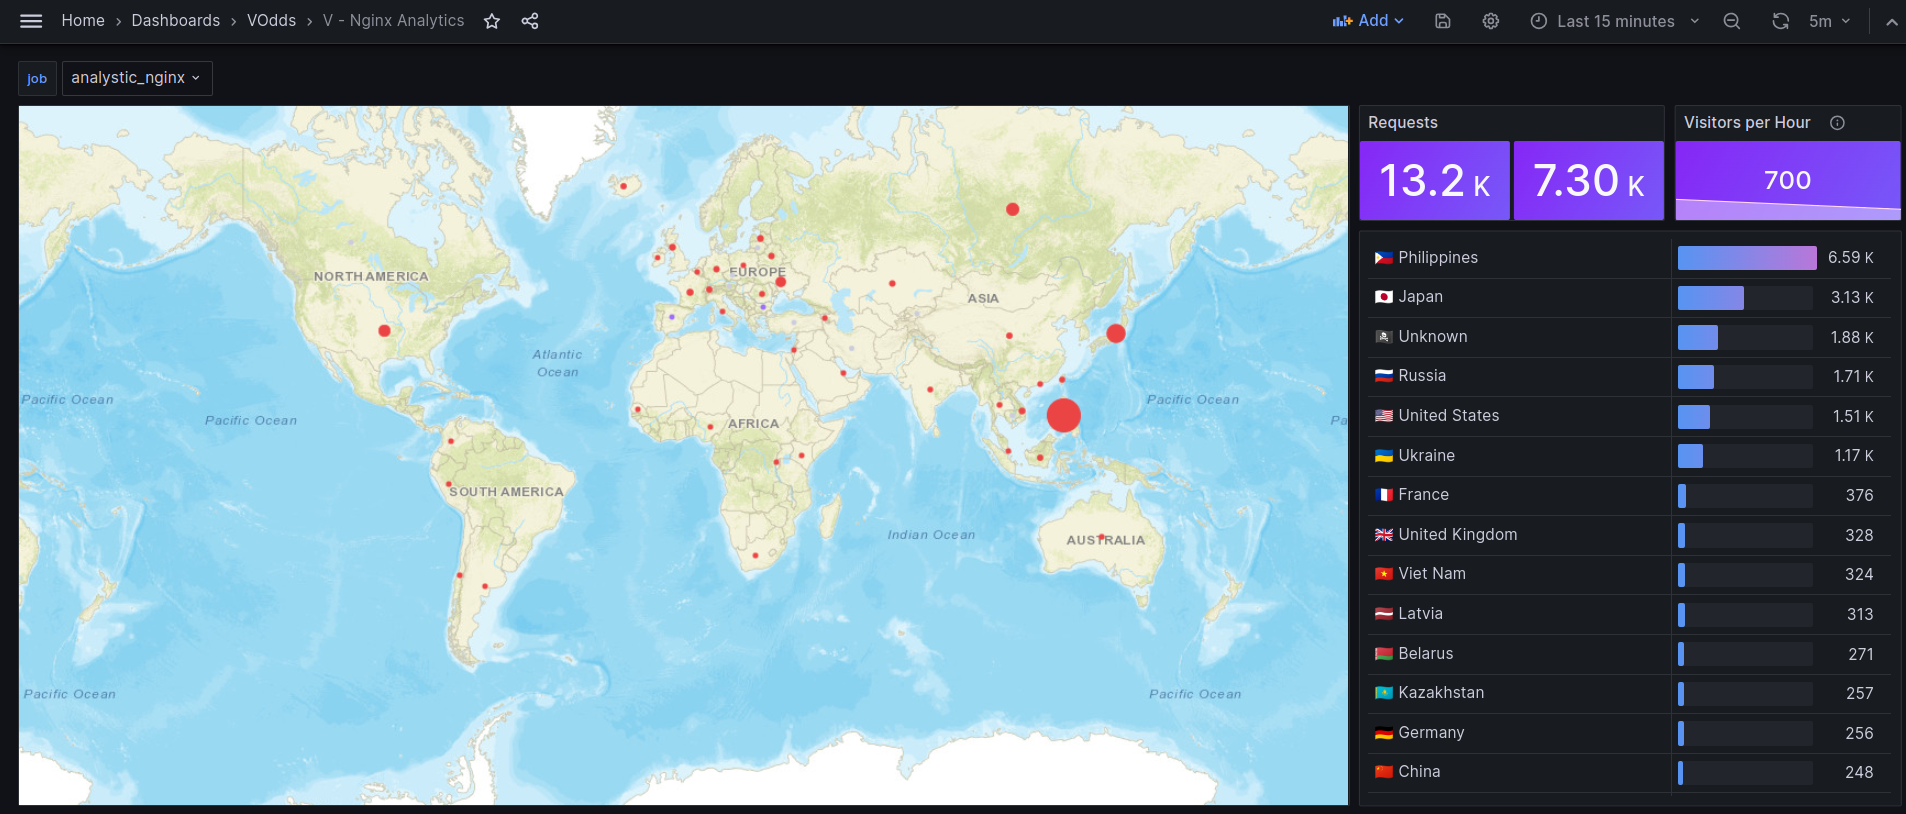 Home › Dashboards › VOdds › V - Nginx Analytics
Add
Last 15 minutes
5m
job
analystic_nginx
NORTH AMERICA
EUROPE
ASIA
Atlantic
Ocean
Pacific Ocean
Pacific Ocean
Pacific Ocean
Pa
AFRICA
SOUTH AMERICA
Indian Ocean
AUSTRALIA
Pacific Ocean
Pacific Ocean
Requests
13.2 K
7.30 K
Visitors per Hour
700
Philippines 6.59 K
Japan 3.13 K
Unknown 1.88 K
Russia 1.71 K
United States 1.51 K
Ukraine 1.17 K
France 376
United Kingdom 328
Viet Nam 324
Latvia 313
Belarus 271
Kazakhstan 257
Germany 256
China 248